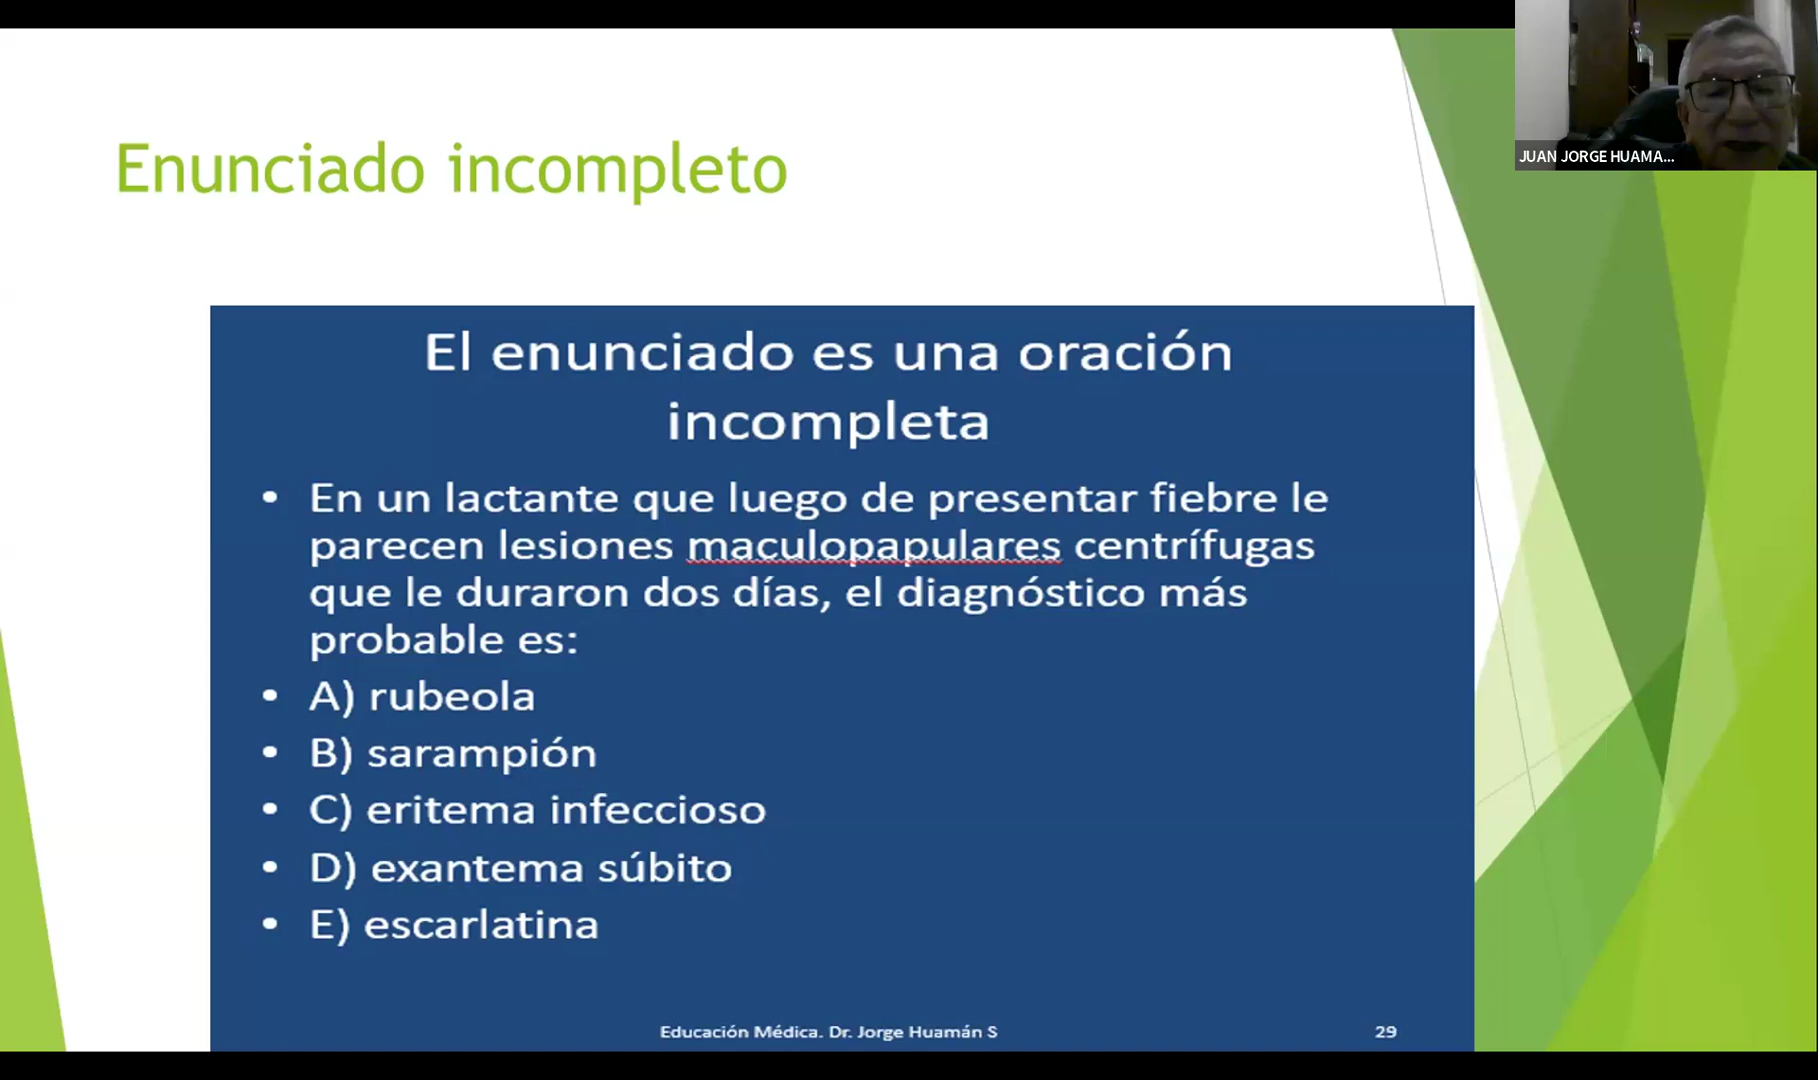 JUAN JORGE HUAMA...
Enunciado incompleto
El enunciado es una oración
incompleta
• En un lactante que luego de presentar fiebre le
parecen lesiones maculopapulares centrífugas
que le duraron dos días, el diagnóstico más
probable es:
• A) rubeola
• B) sarampión
• C) eritema infeccioso
• D) exantema súbito
• E) escarlatina
Educación Médica. Dr. Jorge Huamán S
29